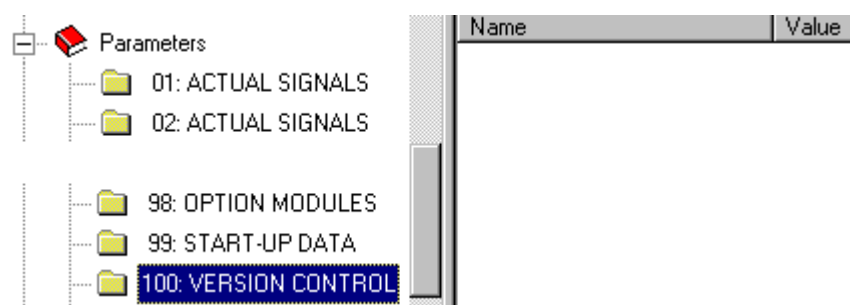 Parameters
01: ACTUAL SIGNALS
02: ACTUAL SIGNALS
98: OPTION MODULES
99: START-UP DATA
100: VERSION CONTROL
Name Value